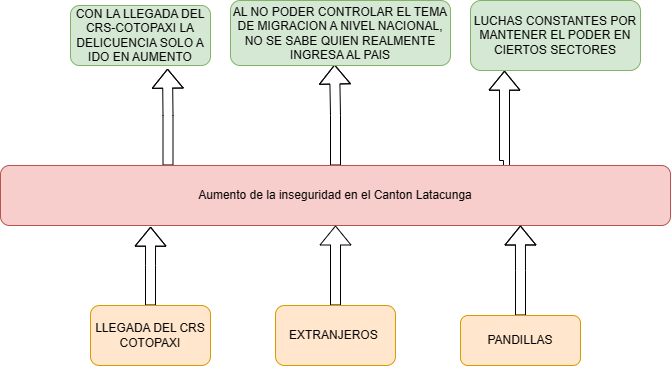 CON LA LLEGADA DEL
CRS-COTOPAXI LA
DELICUENCIA SOLO A
IDO EN AUMENTO
AL NO PODER CONTROLAR EL TEMA
DE MIGRACION A NIVEL NACIONAL,
NO SE SABE QUIEN REALMENTE
INGRESA AL PAIS
LUCHAS CONSTANTES POR
MANTENER EL PODER EN
CIERTOS SECTORES
Aumento de la inseguridad en el Canton Latacunga
LLEGADA DEL CRS
COTOPAXI
EXTRANJEROS
PANDILLAS